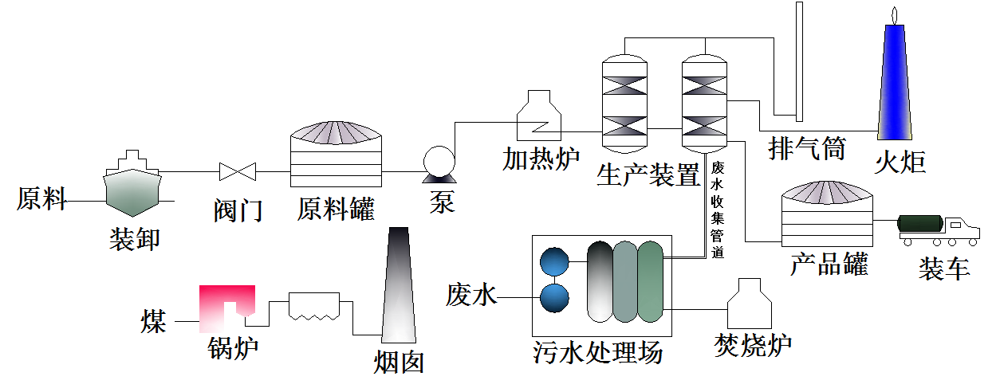 原料
装卸
阀门
原料罐
泵
加热炉
生产装置
排气筒
火炬
废水收集管道
产品罐
装车
煤
锅炉
烟囱
废水
污水处理场
焚烧炉